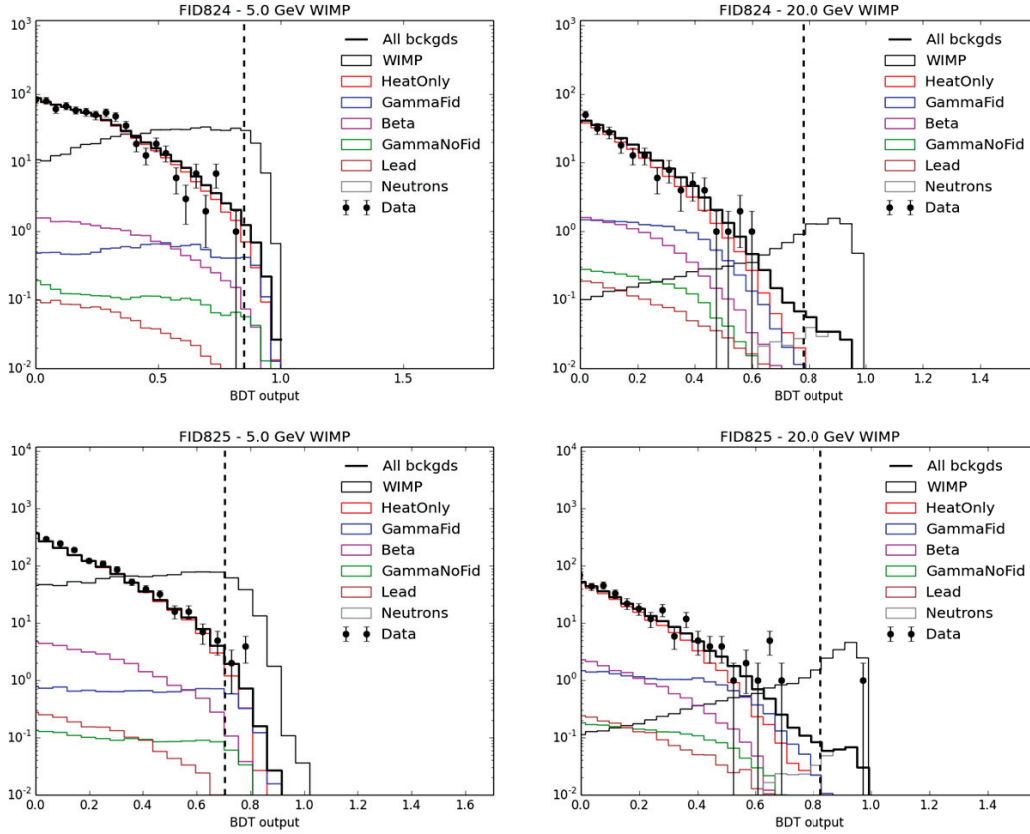 FID824 - 5.0 GeV WIMP
10^3
10^2
10^1
10^0
10^-1
10^-2
All bckgds
WIMP
HeatOnly
GammaFid
Beta
GammaNoFid
Lead
Neutrons
Data
0.0 0.5 1.0 1.5
BDT output
FID824 - 20.0 GeV WIMP
10^3
10^2
10^1
10^0
10^-1
10^-2
All bckgds
WIMP
HeatOnly
GammaFid
Beta
GammaNoFid
Lead
Neutrons
Data
0.0 0.2 0.4 0.6 0.8 1.0 1.2 1.4
BDT output
FID825 - 5.0 GeV WIMP
10^4
10^3
10^2
10^1
10^0
10^-1
10^-2
All bckgds
WIMP
HeatOnly
GammaFid
Beta
GammaNoFid
Lead
Neutrons
Data
0.0 0.2 0.4 0.6 0.8 1.0 1.2 1.4 1.6
BDT output
FID825 - 20.0 GeV WIMP
10^4
10^3
10^2
10^1
10^0
10^-1
10^-2
All bckgds
WIMP
HeatOnly
GammaFid
Beta
GammaNoFid
Lead
Neutrons
Data
0.0 0.2 0.4 0.6 0.8 1.0 1.2 1.4
BDT output